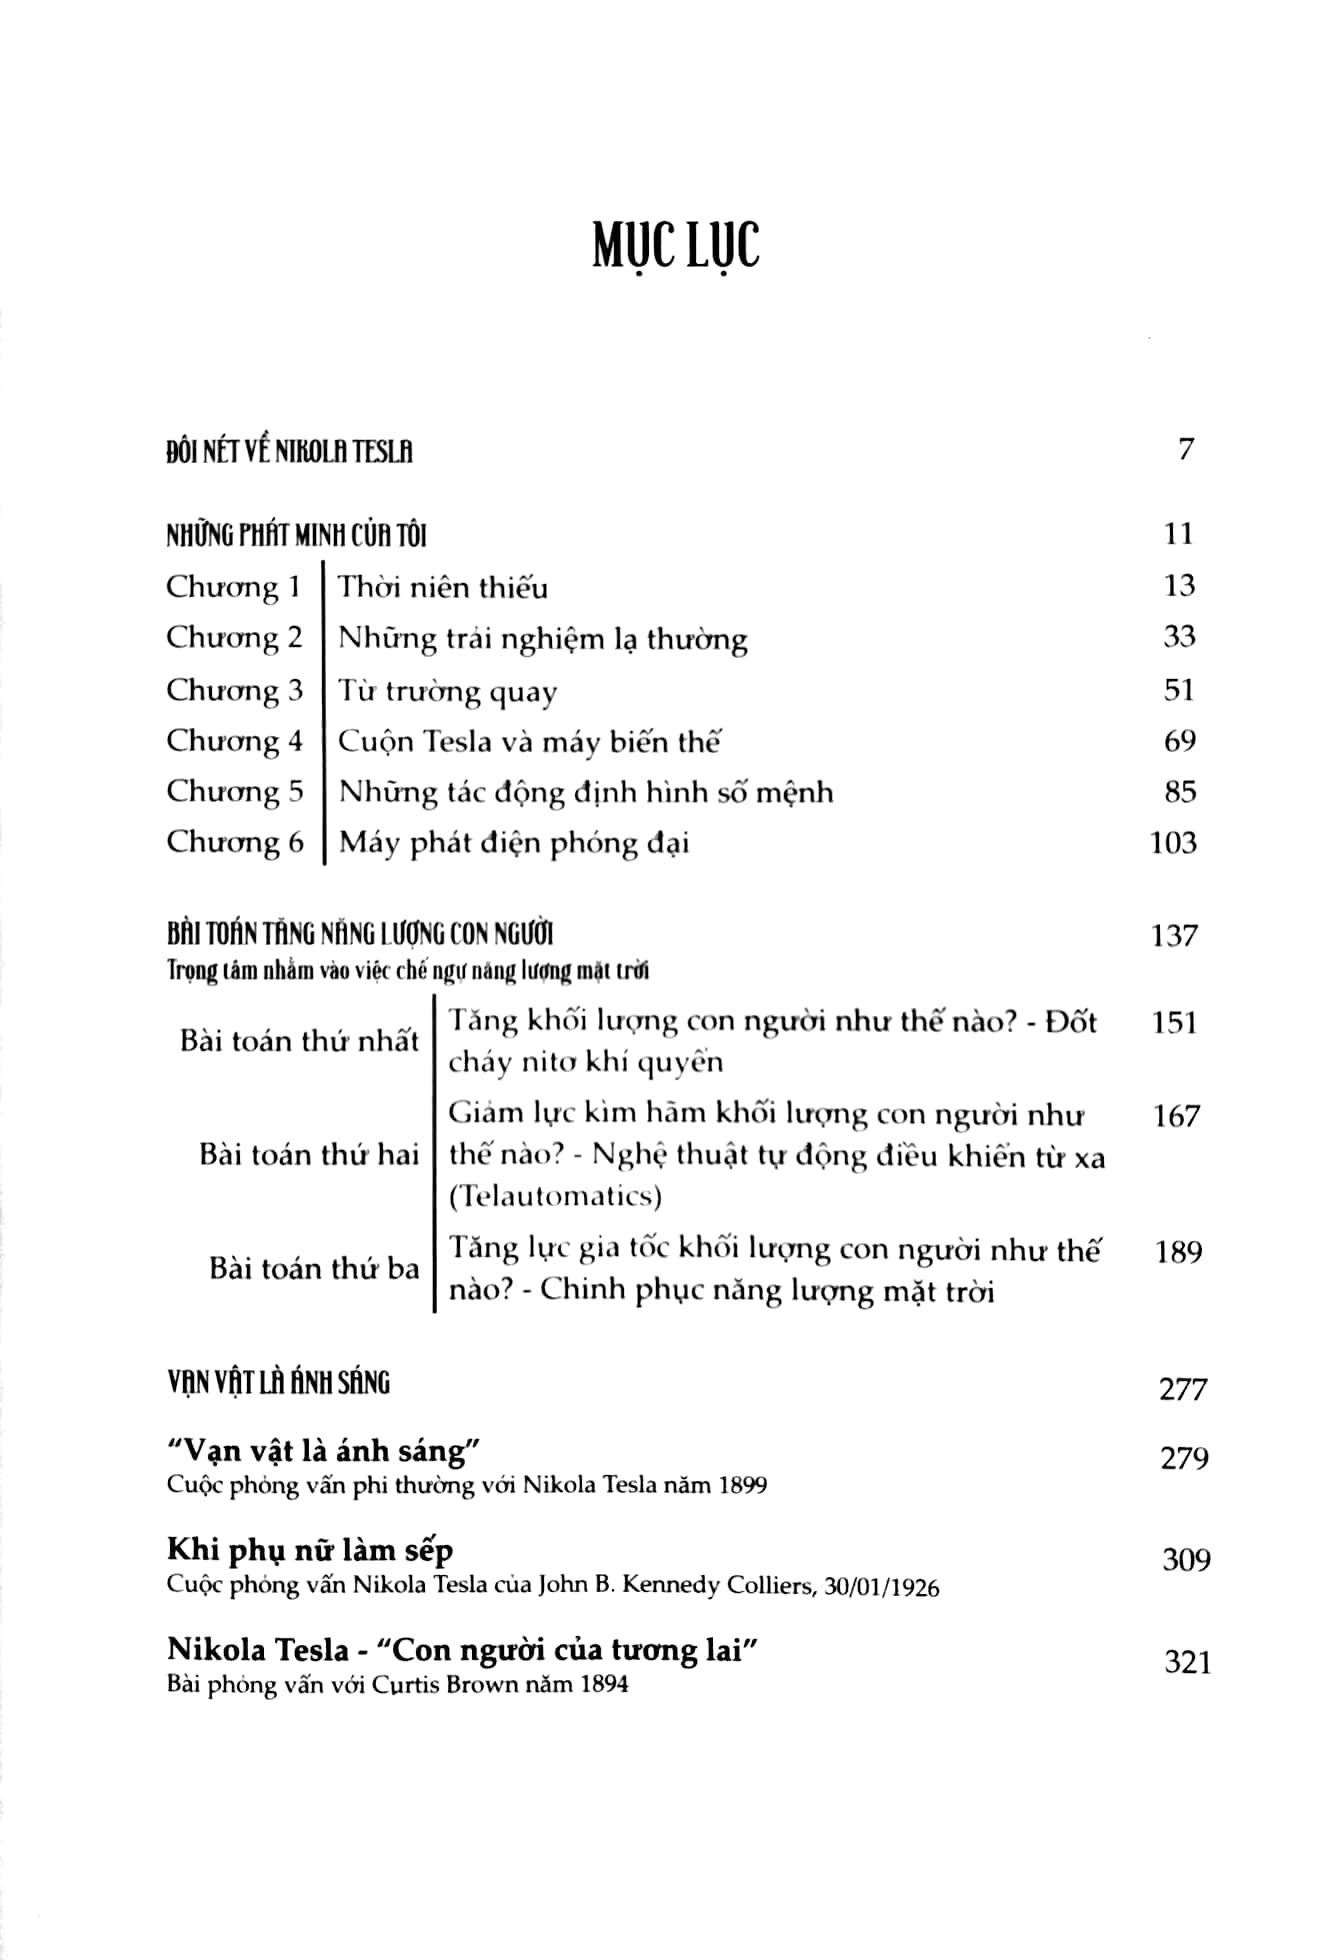 MỤC LỤC
ĐÔI NÉT VỀ NIKOLA TESLA 7
NHỮNG PHÁT MINH CỦA TÔI 11
Chương 1 Thời niên thiếu 13
Chương 2 Những trải nghiệm lạ thường 33
Chương 3 Từ trường quay 51
Chương 4 Cuộn Tesla và máy biến thế 69
Chương 5 Những tác động định hình số mệnh 85
Chương 6 Máy phát điện phóng đại 103
BÀI TOÁN TĂNG NĂNG LƯỢNG CON NGƯỜI 137
Trọng tâm nhằm vào việc chế ngự năng lượng mặt trời
Bài toán thứ nhất Tăng khối lượng con người như thế nào? - Đốt 151
cháy nitơ khí quyển
Giảm lực kìm hãm khối lượng con người như 167
Bài toán thứ hai thế nào? - Nghệ thuật tự động điều khiển từ xa
(Telautomatics)
Bài toán thứ ba Tăng lực gia tốc khối lượng con người như thế 189
nào? - Chinh phục năng lượng mặt trời
VẠN VẬT LÀ ÁNH SÁNG 277
“Vạn vật là ánh sáng” 279
Cuộc phỏng vấn phi thường với Nikola Tesla năm 1899
Khi phụ nữ làm sếp 309
Cuộc phỏng vấn Nikola Tesla của John B. Kennedy Colliers, 30/01/1926
Nikola Tesla - “Con người của tương lai” 321
Bài phỏng vấn với Curtis Brown năm 1894